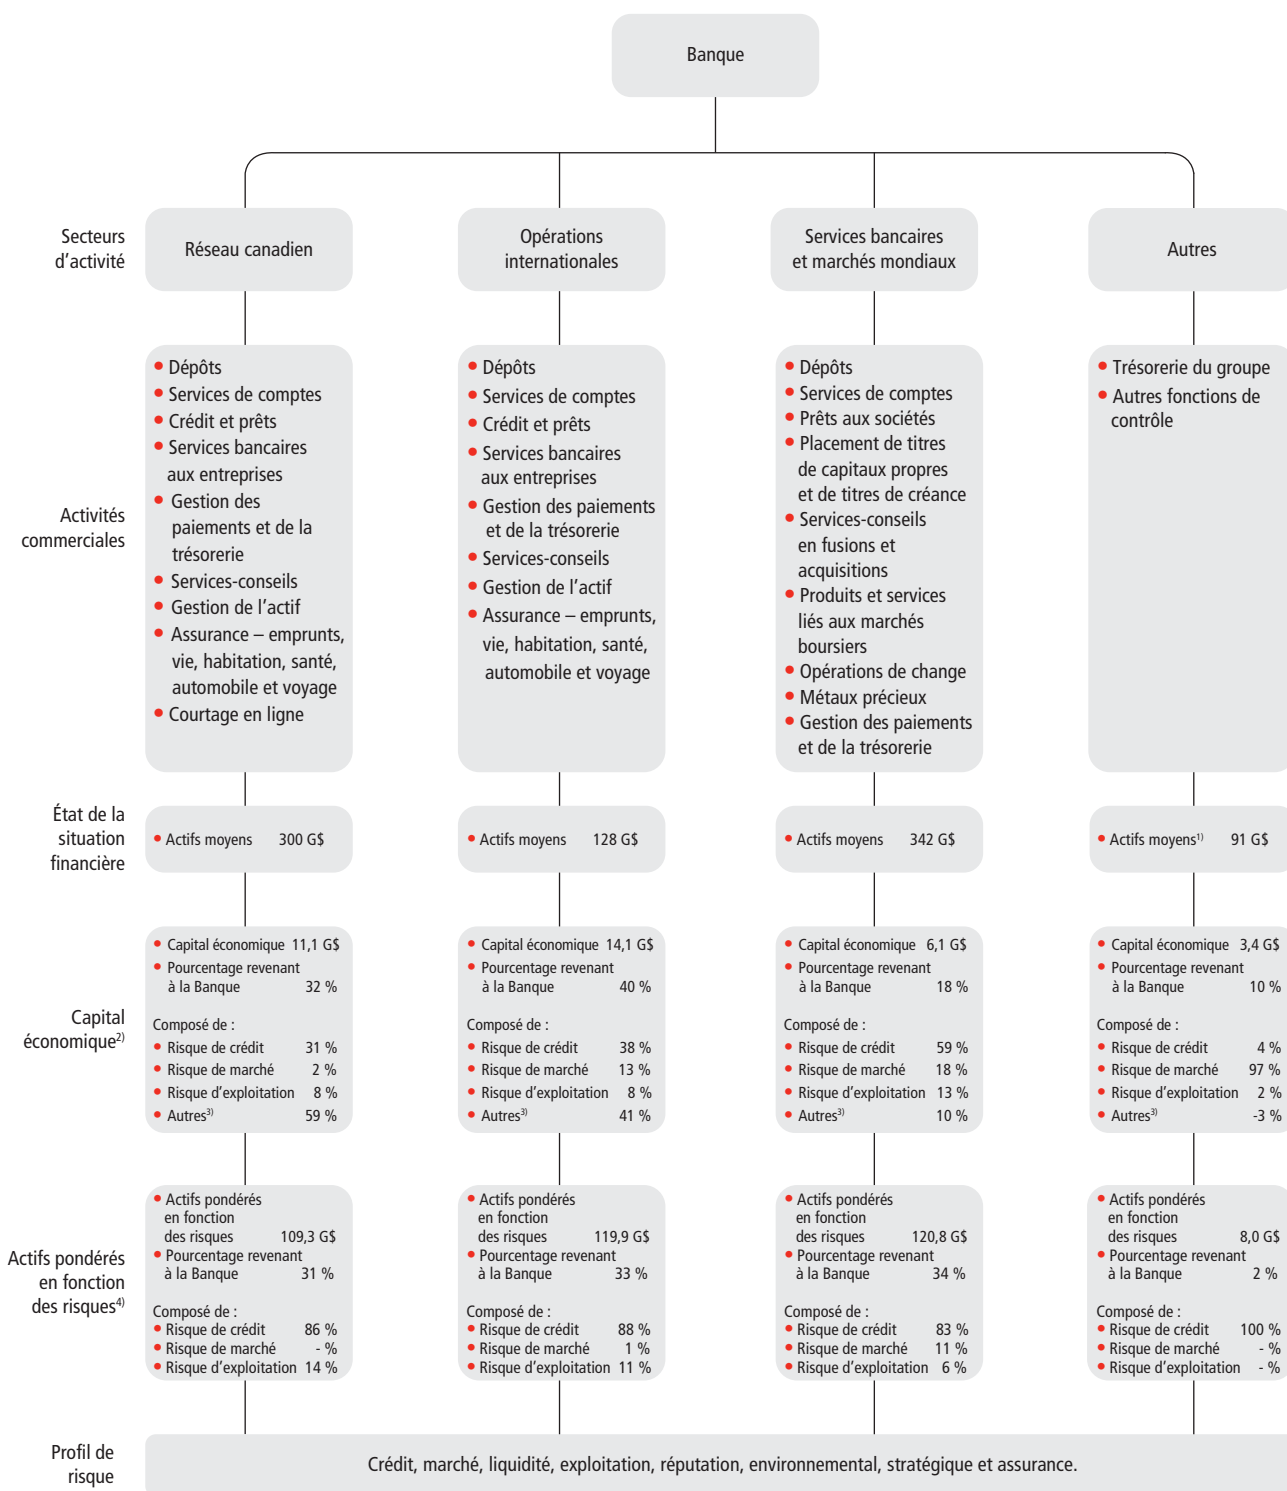 Banque
Secteurs
d’activité
Réseau canadien
Opérations
internationales
Services bancaires
et marchés mondiaux
Autres
Activités
commerciales
• Dépôts
• Services de comptes
• Crédit et prêts
• Services bancaires
aux entreprises
• Gestion des
paiements et de la
trésorerie
• Services-conseils
• Gestion de l’actif
• Assurance – emprunts,
vie, habitation, santé,
automobile et voyage
• Courtage en ligne
• Dépôts
• Services de comptes
• Crédit et prêts
• Services bancaires
aux entreprises
• Gestion des paiements
et de la trésorerie
• Services-conseils
• Gestion de l’actif
• Assurance – emprunts,
vie, habitation, santé,
automobile et voyage
• Dépôts
• Services de comptes
• Prêts aux sociétés
• Placement de titres
de capitaux propres
et de titres de créance
• Services-conseils
en fusions et
acquisitions
• Produits et services
liés aux marchés
boursiers
• Opérations de change
• Métaux précieux
• Gestion des paiements
et de la trésorerie
• Trésorerie du groupe
• Autres fonctions de
contrôle
État de la
situation
financière
• Actifs moyens 300 G$
• Actifs moyens 128 G$
• Actifs moyens 342 G$
• Actifs moyens1) 91 G$
Capital
économique2)
• Capital économique 11,1 G$
• Pourcentage revenant
à la Banque 32 %
Composé de :
• Risque de crédit 31 %
• Risque de marché 2 %
• Risque d’exploitation 8 %
• Autres3) 59 %
• Capital économique 14,1 G$
• Pourcentage revenant
à la Banque 40 %
Composé de :
• Risque de crédit 38 %
• Risque de marché 13 %
• Risque d’exploitation 8 %
• Autres3) 41 %
• Capital économique 6,1 G$
• Pourcentage revenant
à la Banque 18 %
Composé de :
• Risque de crédit 59 %
• Risque de marché 18 %
• Risque d’exploitation 13 %
• Autres3) 10 %
• Capital économique 3,4 G$
• Pourcentage revenant
à la Banque 10 %
Composé de :
• Risque de crédit 4 %
• Risque de marché 97 %
• Risque d’exploitation 2 %
• Autres3) -3 %
Actifs pondérés
en fonction
des risques4)
• Actifs pondérés
en fonction
des risques 109,3 G$
• Pourcentage revenant
à la Banque 31 %
Composé de :
• Risque de crédit 86 %
• Risque de marché - %
• Risque d’exploitation 14 %
• Actifs pondérés
en fonction
des risques 119,9 G$
• Pourcentage revenant
à la Banque 33 %
Composé de :
• Risque de crédit 88 %
• Risque de marché 1 %
• Risque d’exploitation 11 %
• Actifs pondérés
en fonction
des risques 120,8 G$
• Pourcentage revenant
à la Banque 34 %
Composé de :
• Risque de crédit 83 %
• Risque de marché 11 %
• Risque d’exploitation 6 %
• Actifs pondérés
en fonction
des risques 8,0 G$
• Pourcentage revenant
à la Banque 2 %
Composé de :
• Risque de crédit 100 %
• Risque de marché - %
• Risque d’exploitation - %
Profil de
risque
Crédit, marché, liquidité, exploitation, réputation, environnemental, stratégique et assurance.